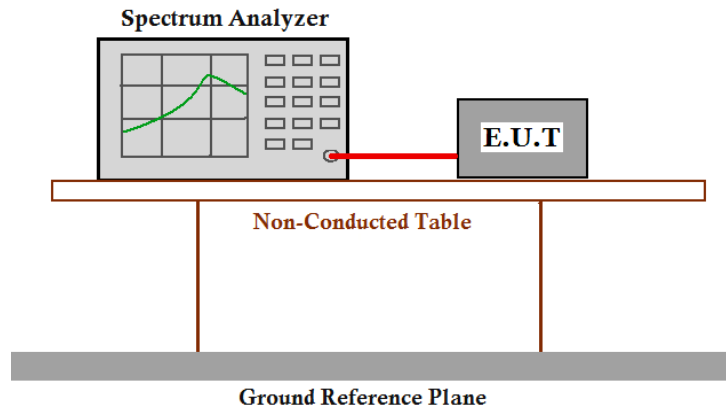 Spectrum Analyzer
E.U.T
Non-Conducted Table
Ground Reference Plane